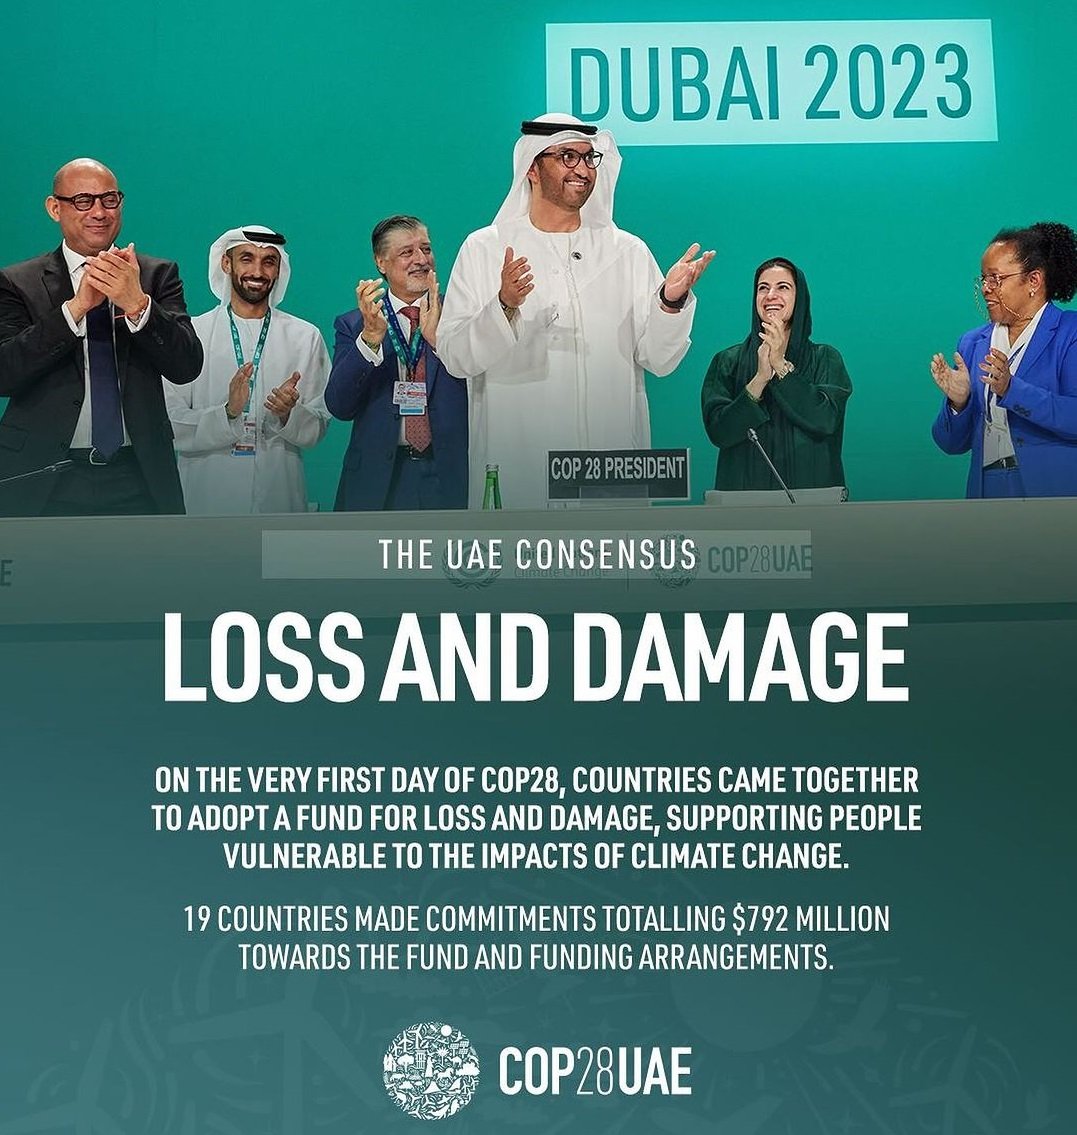 DUBAI 2023
COP 28 PRESIDENT
THE UAE CONSENSUS
Climate Change
COP28UAE
E
LOSS AND DAMAGE
ON THE VERY FIRST DAY OF COP28, COUNTRIES CAME TOGETHER
TO ADOPT A FUND FOR LOSS AND DAMAGE, SUPPORTING PEOPLE
VULNERABLE TO THE IMPACTS OF CLIMATE CHANGE.
19 COUNTRIES MADE COMMITMENTS TOTALLING $792 MILLION
TOWARDS THE FUND AND FUNDING ARRANGEMENTS.
COP28UAE